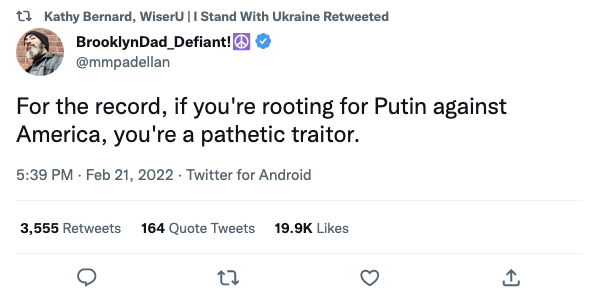 Kathy Bernard, WiserU | I Stand With Ukraine Retweeted
BrooklynDad_Defiant!☮️
@mmpadellan
For the record, if you're rooting for Putin against
America, you're a pathetic traitor.
5:39 PM · Feb 21, 2022 · Twitter for Android
3,555 Retweets 164 Quote Tweets 19.9K Likes